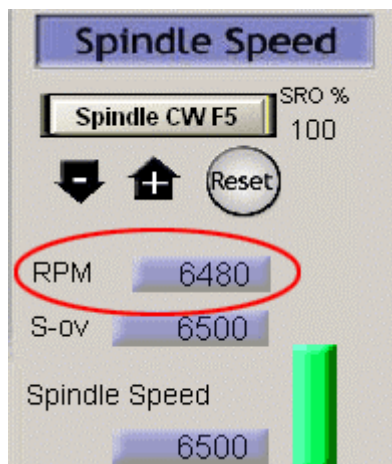 Spindle Speed
Spindle CW F5
SRO %
100
-
+
Reset
RPM 6480
S-ov 6500
Spindle Speed
6500